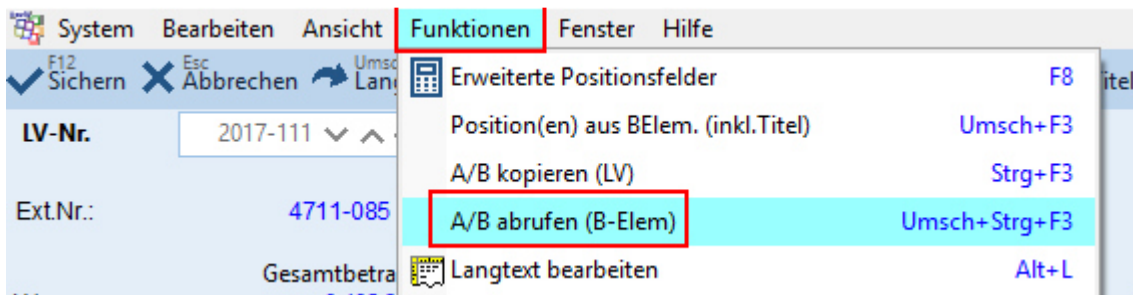 System Bearbeiten Ansicht Funktionen Fenster Hilfe
F12 Sichern Esc Abbrechen
Erweiterte Positionsfelder F8
LV-Nr. 2017-111
Position(en) aus BElem. (inkl.Titel) Umsch+F3
A/B kopieren (LV) Strg+F3
Ext.Nr.: 4711-085
A/B abrufen (B-Elem) Umsch+Strg+F3
Langtext bearbeiten Alt+L